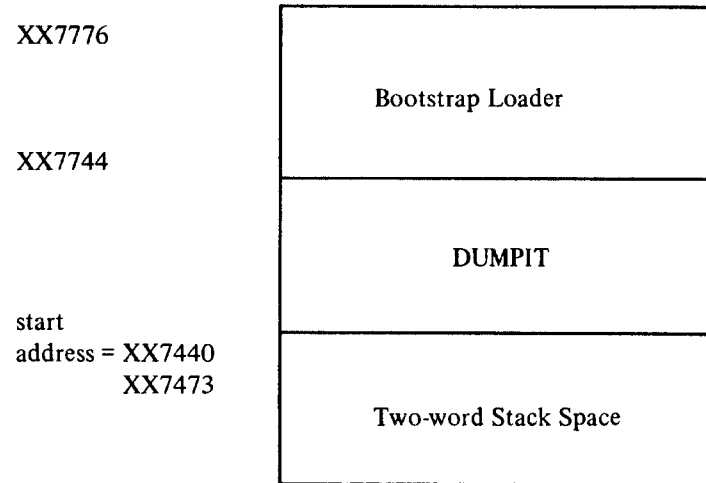 XX7776
Bootstrap Loader
XX7744
DUMPIT
start
address = XX7440
XX7473
Two-word Stack Space